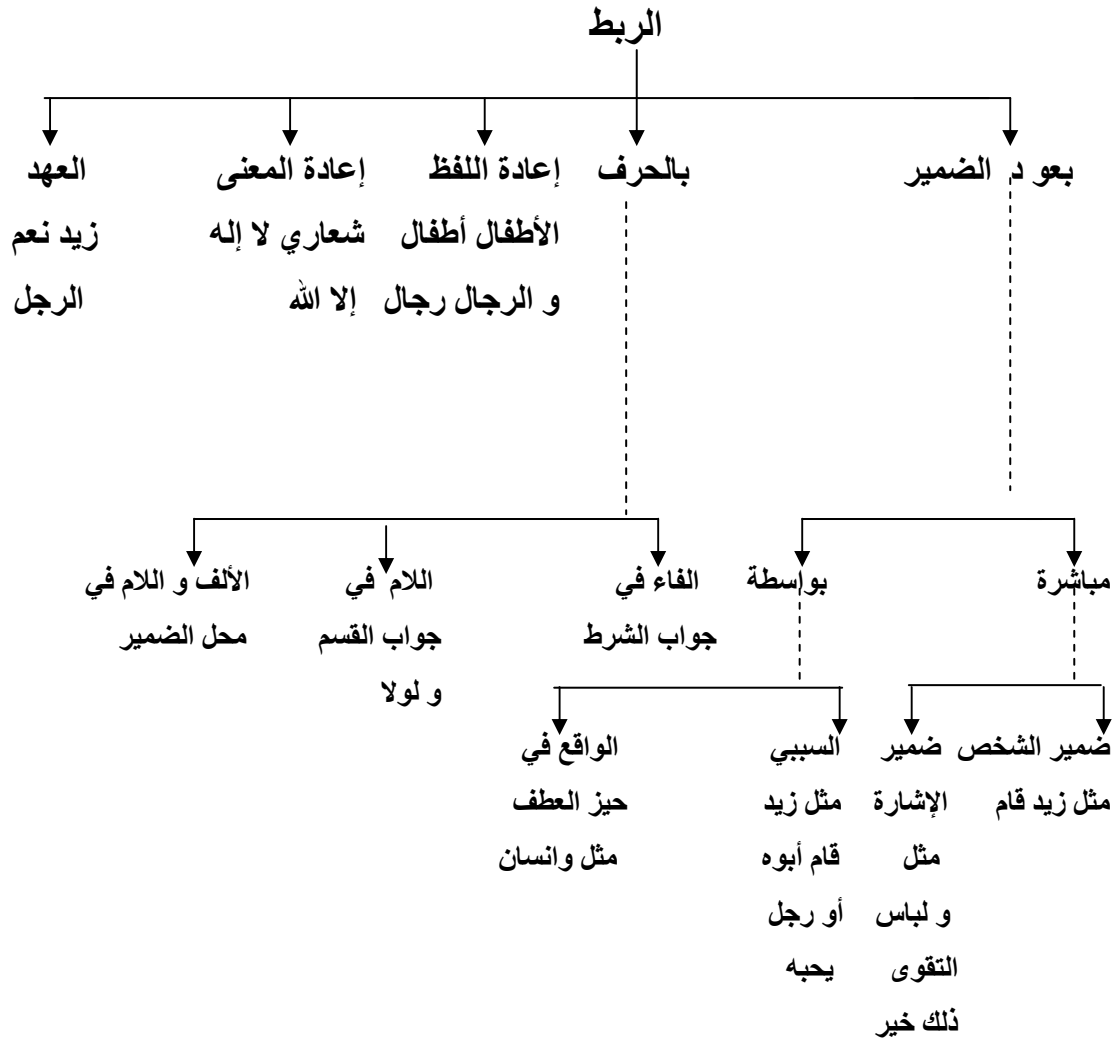 الربط
بعو د الضمير
بالحرف
إعادة اللفظ
الأطفال أطفال
و الرجال رجال
إعادة المعنى
شعاري لا إله
إلا الله
العهد
زيد نعم
الرجل
مباشرة
بواسطة
الفاء في
جواب الشرط
اللام في
جواب القسم
و لولا
الألف و اللام في
محل الضمير
ضمير الشخص
مثل زيد قام
ضمير
الإشارة
مثل
و لباس
التقوى
ذلك خير
السببي
مثل زيد
قام أبوه
أو رجل
يحبه
الواقع في
حيز العطف
مثل وانسان